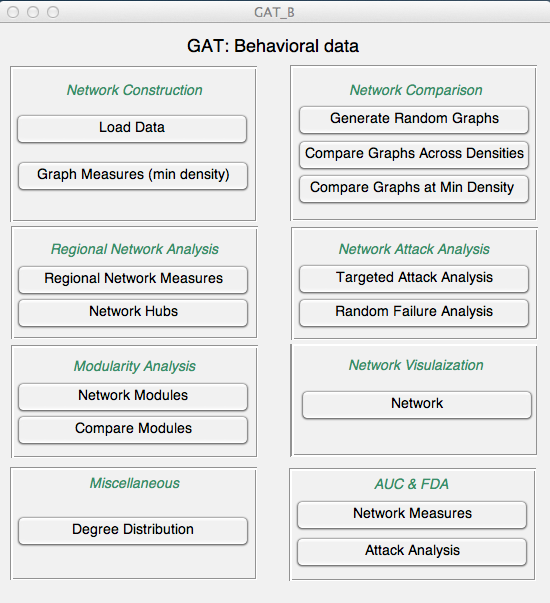 GAT_B
GAT: Behavioral data
Network Construction
Load Data
Graph Measures (min density)
Network Comparison
Generate Random Graphs
Compare Graphs Across Densities
Compare Graphs at Min Density
Regional Network Analysis
Regional Network Measures
Network Hubs
Network Attack Analysis
Targeted Attack Analysis
Random Failure Analysis
Modularity Analysis
Network Modules
Compare Modules
Network Visulaization
Network
Miscellaneous
Degree Distribution
AUC & FDA
Network Measures
Attack Analysis